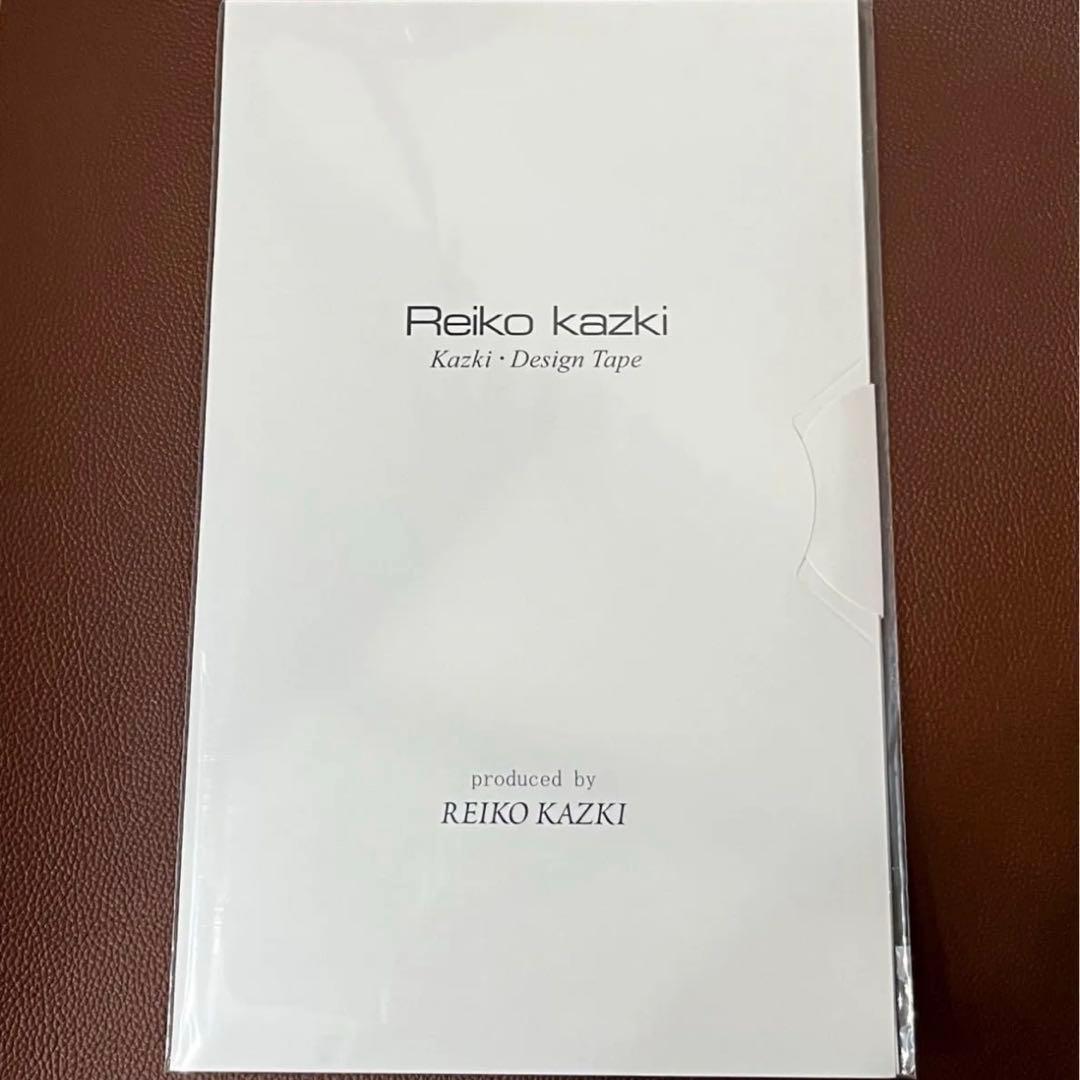 Reiko kazki
Kazki・Design Tape
produced by
REIKO KAZKI